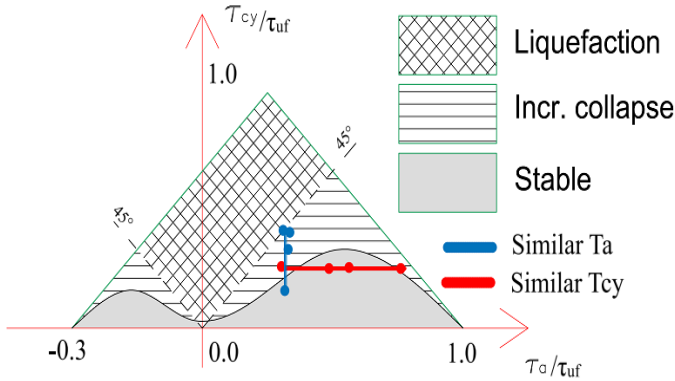 τcy/τuf
1.0
Liquefaction
Incr. collapse
Stable
45°
45°
Similar Ta
Similar Tcy
-0.3
0.0
1.0
τa/τuf